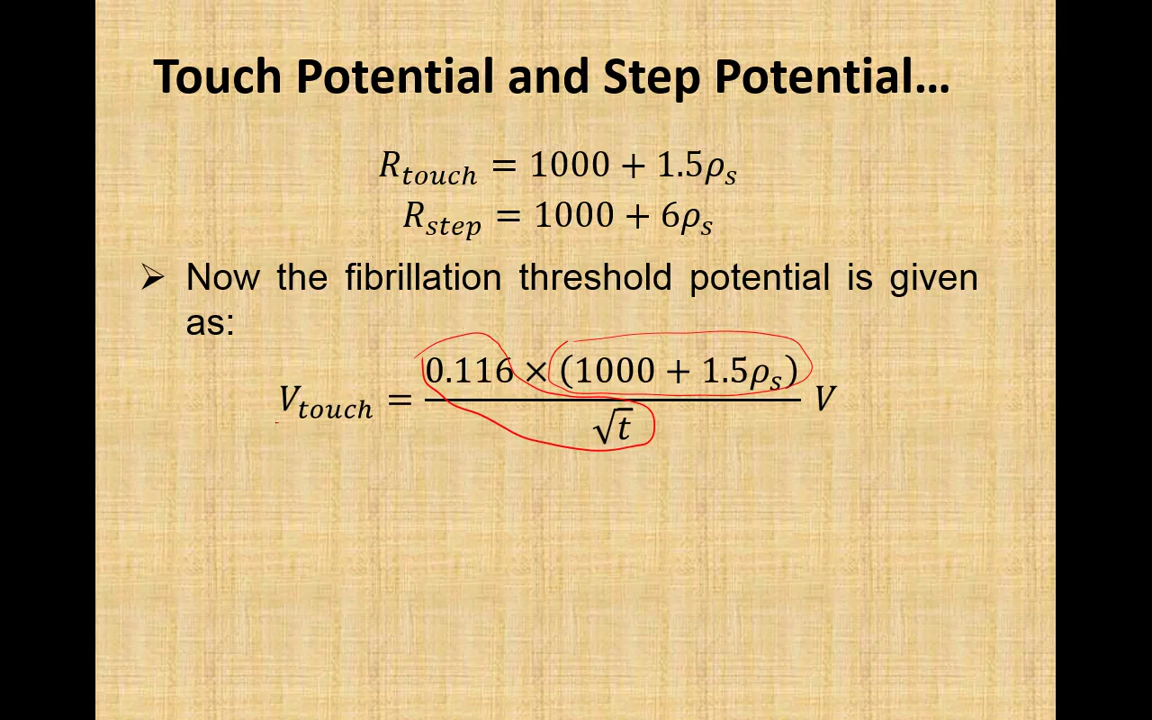 Touch Potential and Step Potential…
R_touch = 1000 + 1.5ρ_s
R_step = 1000 + 6ρ_s
➢ Now the fibrillation threshold potential is given
as:
V_touch = \frac{0.116 × (1000 + 1.5ρ_s)}{√t} V